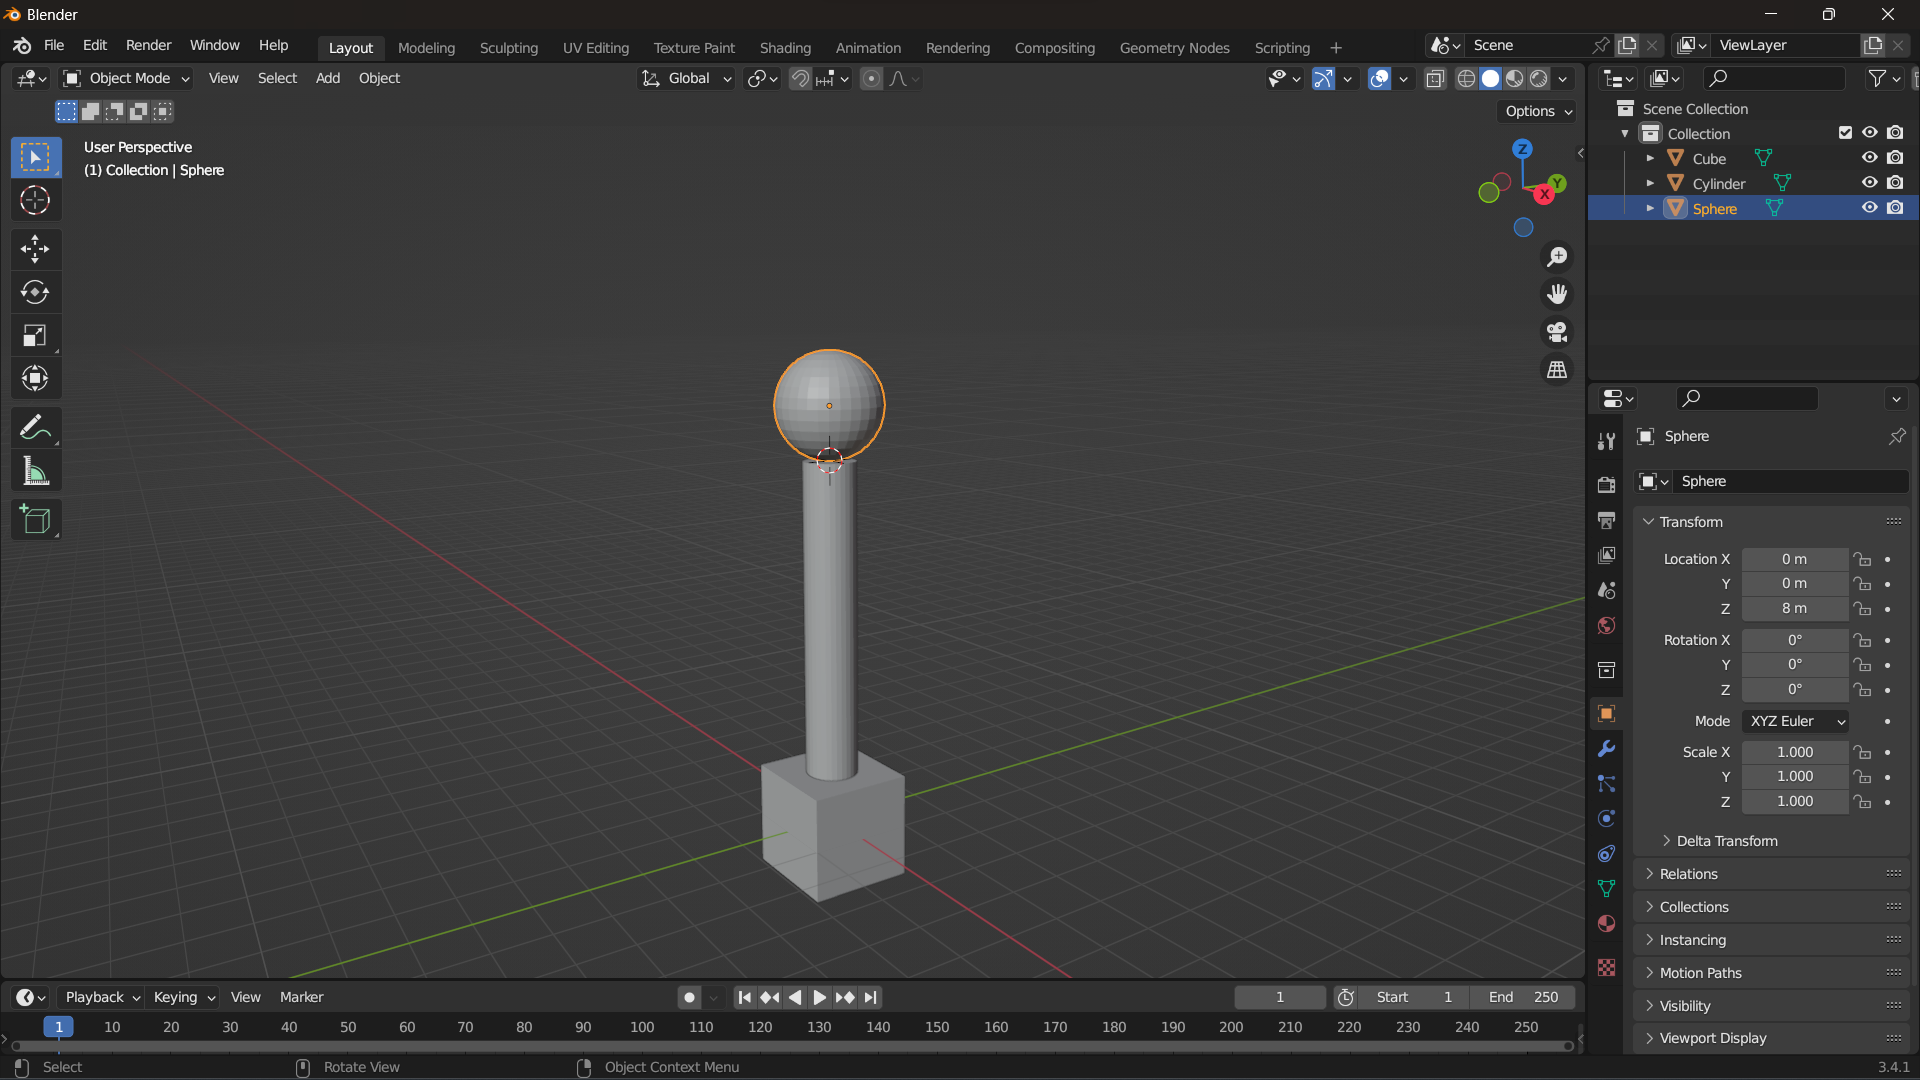 Blender
File Edit Render Window Help Layout Modeling Sculpting UV Editing Texture Paint Shading Animation Rendering Compositing Geometry Nodes Scripting + Scene ViewLayer
Object Mode View Select Add Object Global
Options
User Perspective
(1) Collection | Sphere
Z
Y
X
Scene Collection
Collection
Cube
Cylinder
Sphere
Sphere
Sphere
Transform
Location X 0 m
Y 0 m
Z 8 m
Rotation X 0°
Y 0°
Z 0°
Mode XYZ Euler
Scale X 1.000
Y 1.000
Z 1.000
Delta Transform
Relations
Collections
Instancing
Motion Paths
Visibility
Viewport Display
Playback Keying View Marker 1 Start 1 End 250
1 10 20 30 40 50 60 70 80 90 100 110 120 130 140 150 160 170 180 190 200 210 220 230 240 250
Select Rotate View Object Context Menu 3.4.1